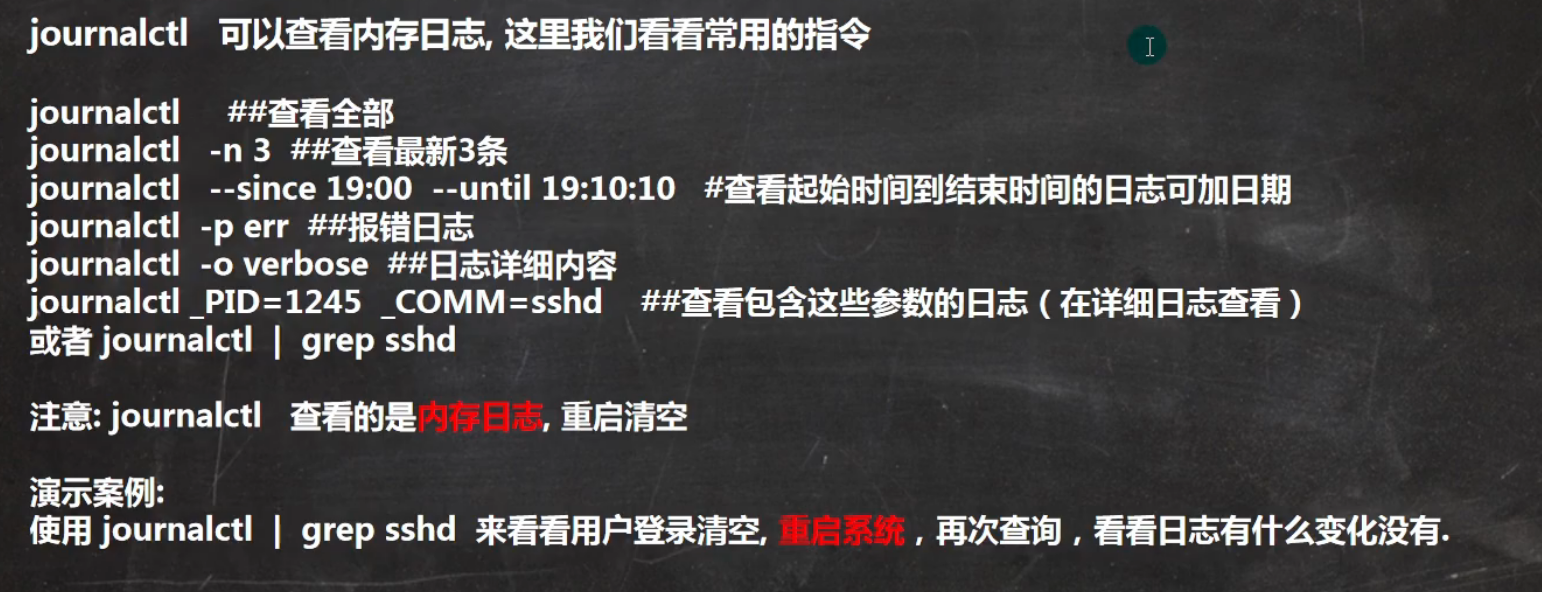 journalctl 可以查看内存日志, 这里我们看看常用的指令
journalctl ##查看全部
journalctl -n 3 ##查看最新3条
journalctl --since 19:00 --until 19:10:10 #查看起始时间到结束时间的日志可加日期
journalctl -p err ##报错日志
journalctl -o verbose ##日志详细内容
journalctl _PID=1245 _COMM=sshd ##查看包含这些参数的日志（在详细日志查看）
或者 journalctl | grep sshd
注意: journalctl 查看的是内存日志, 重启清空
演示案例:
使用 journalctl | grep sshd 来看看用户登录清空, 重启系统，再次查询，看看日志有什么变化没有.